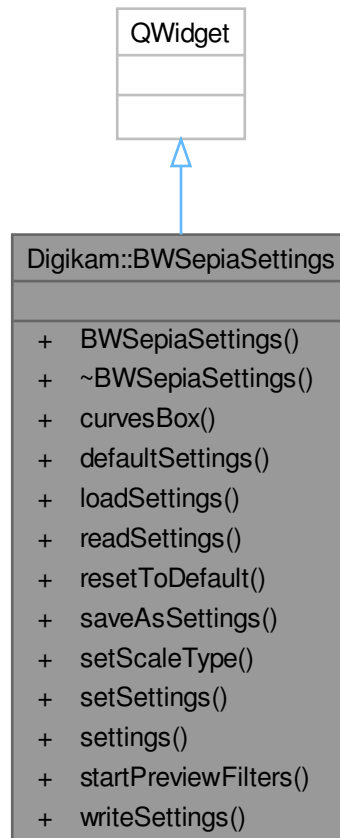 QWidget
Digikam::BWSepiaSettings
+ BWSepiaSettings()
+ ~BWSepiaSettings()
+ curvesBox()
+ defaultSettings()
+ loadSettings()
+ readSettings()
+ resetToDefault()
+ saveAsSettings()
+ setScaleType()
+ setSettings()
+ settings()
+ startPreviewFilters()
+ writeSettings()